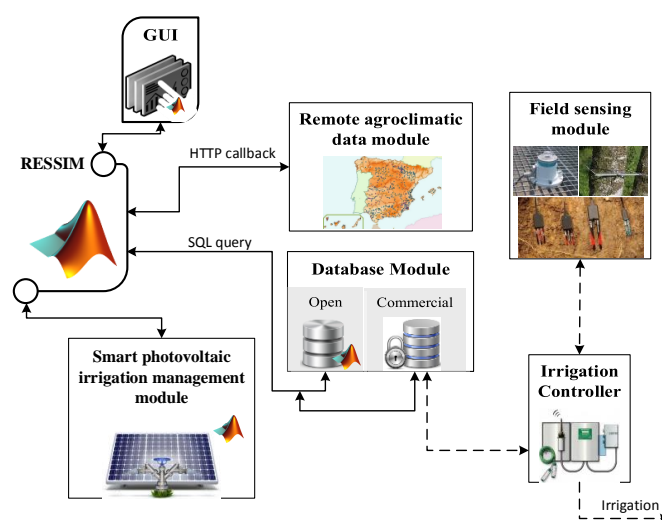 GUI
RESSIM
HTTP callback
SQL query
Remote agroclimatic
data module
Field sensing
module
Database Module
Open
Commercial
Smart photovoltaic
irrigation management
module
Irrigation
Controller
Irrigation